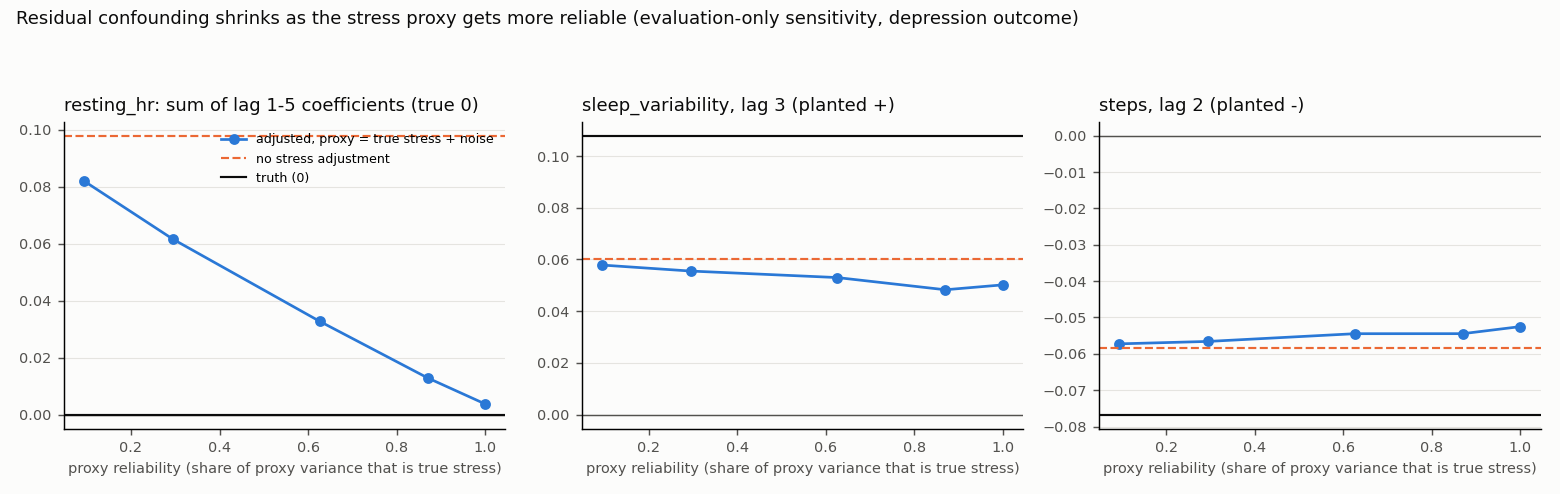 Residual confounding shrinks as the stress proxy gets more reliable (evaluation-only sensitivity, depression outcome)
resting_hr: sum of lag 1-5 coefficients (true 0)
0.10
0.08
0.06
0.04
0.02
0.00
adjusted, proxy = true stress + noise
no stress adjustment
truth (0)
0.2 0.4 0.6 0.8 1.0
proxy reliability (share of proxy variance that is true stress)
sleep_variability, lag 3 (planted +)
0.10
0.08
0.06
0.04
0.02
0.00
0.2 0.4 0.6 0.8 1.0
proxy reliability (share of proxy variance that is true stress)
steps, lag 2 (planted -)
0.00
−0.01
−0.02
−0.03
−0.04
−0.05
−0.06
−0.07
−0.08
0.2 0.4 0.6 0.8 1.0
proxy reliability (share of proxy variance that is true stress)